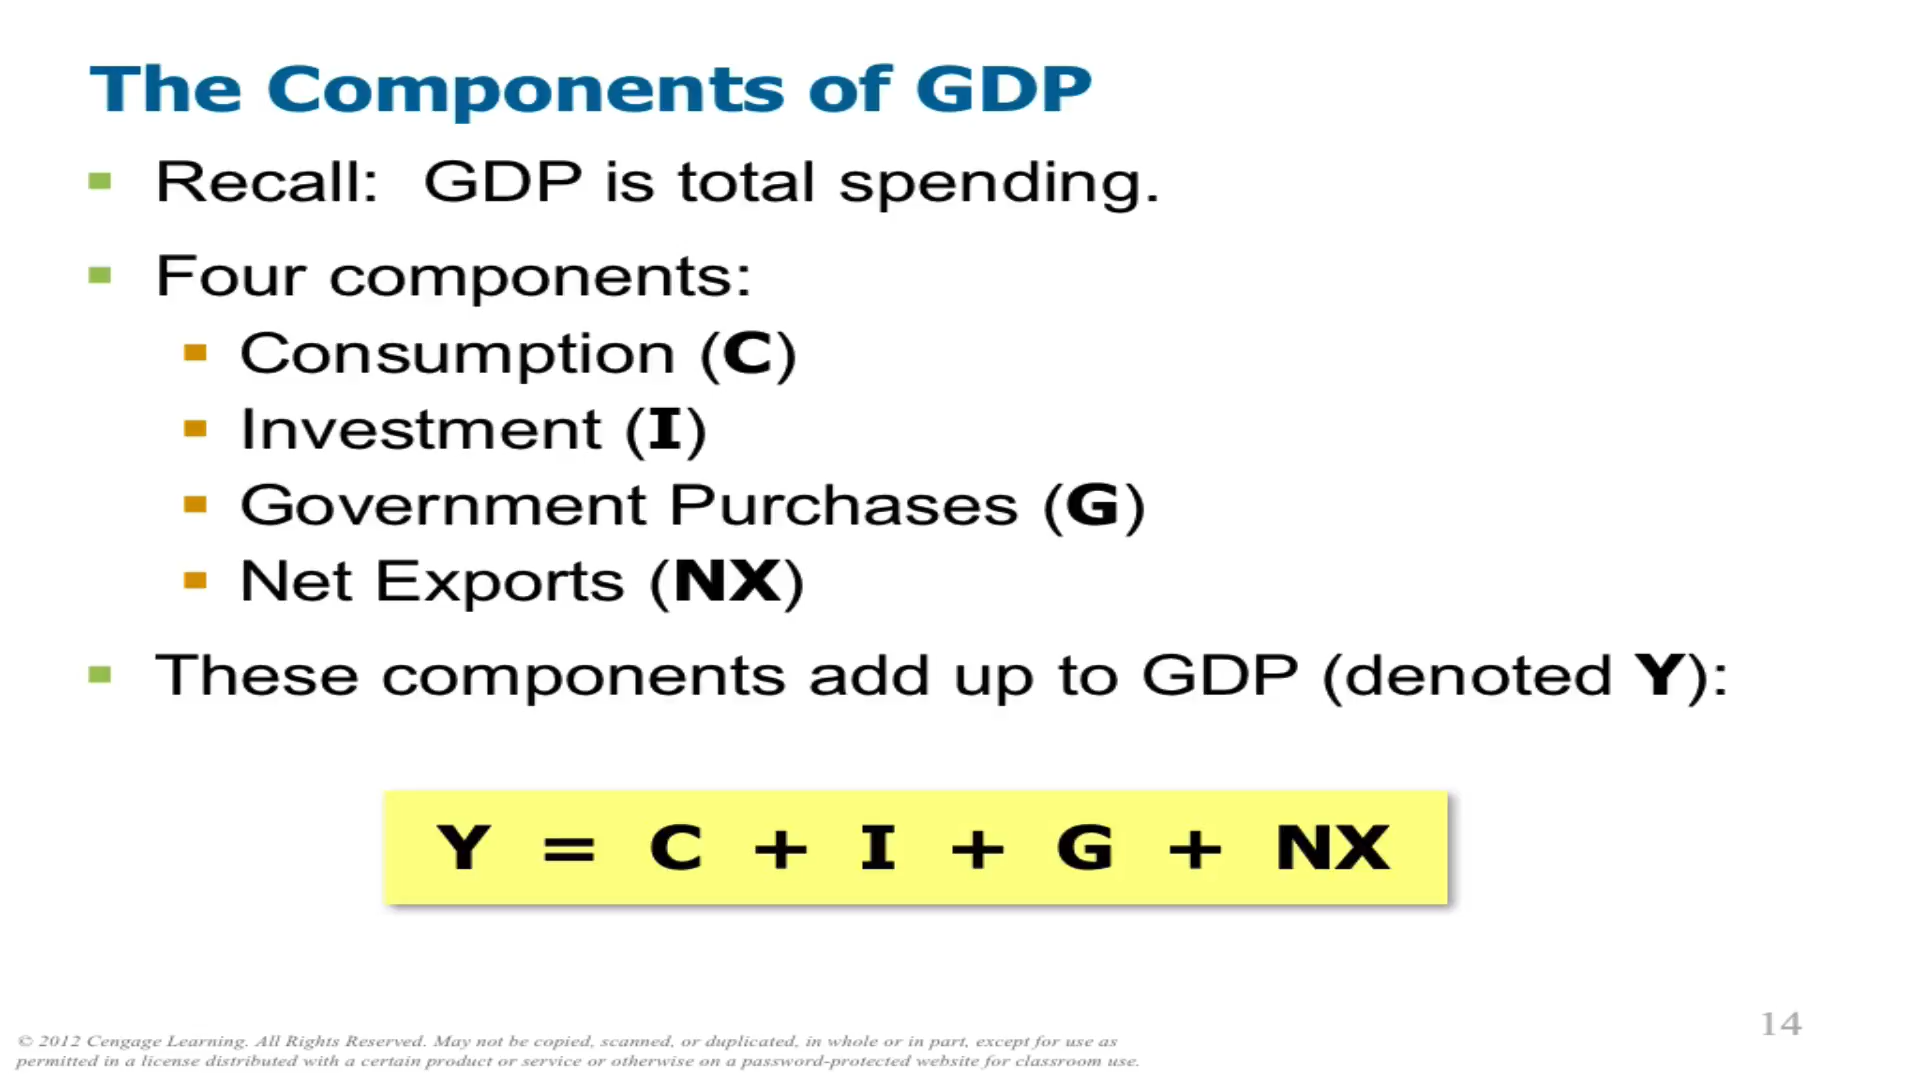 The Components of GDP
Recall: GDP is total spending.
Four components:
Consumption (C)
Investment (I)
Government Purchases (G)
Net Exports (NX)
These components add up to GDP (denoted Y):
Y = C + I + G + NX
14
© 2012 Cengage Learning. All Rights Reserved. May not be copied, scanned, or duplicated, in whole or in part, except for use as
permitted in a license distributed with a certain product or service or otherwise on a password-protected website for classroom use.